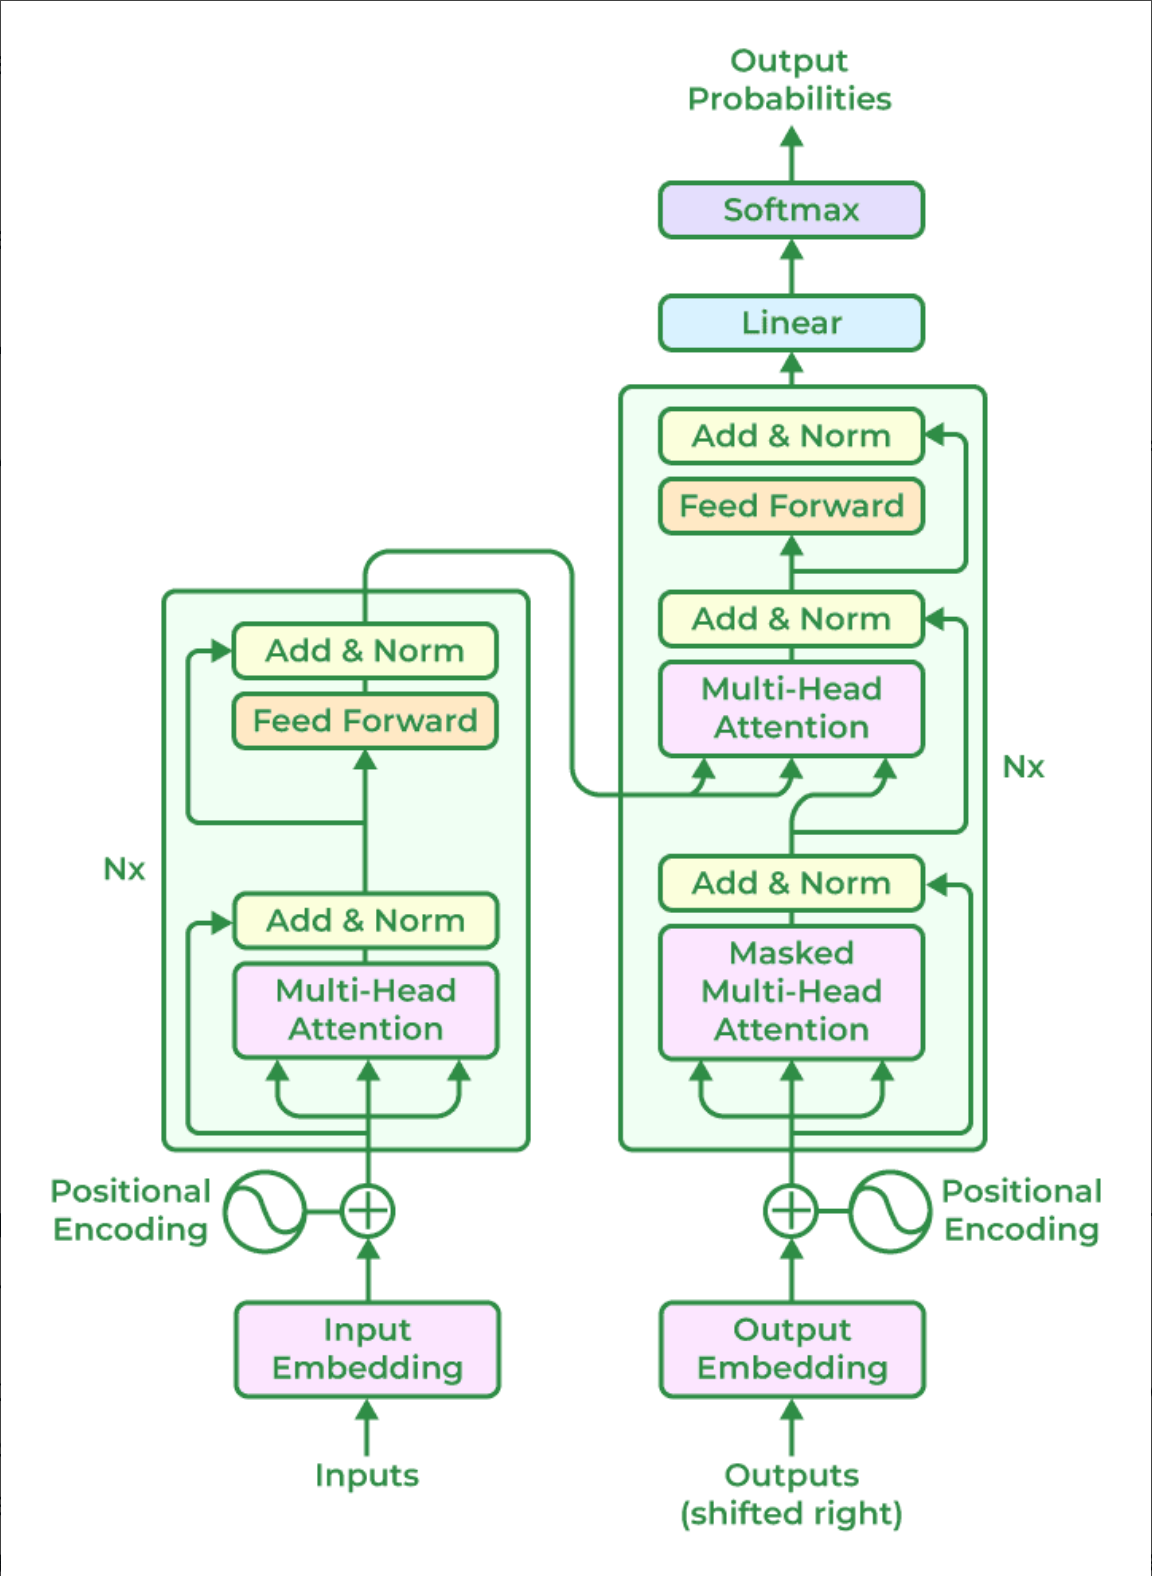 Output
Probabilities
Softmax
Linear
Add & Norm
Feed Forward
Add & Norm
Multi-Head
Attention
Nx
Add & Norm
Masked
Multi-Head
Attention
Add & Norm
Feed Forward
Nx
Add & Norm
Multi-Head
Attention
Positional
Encoding
Positional
Encoding
Input
Embedding
Output
Embedding
Inputs
Outputs
(shifted right)